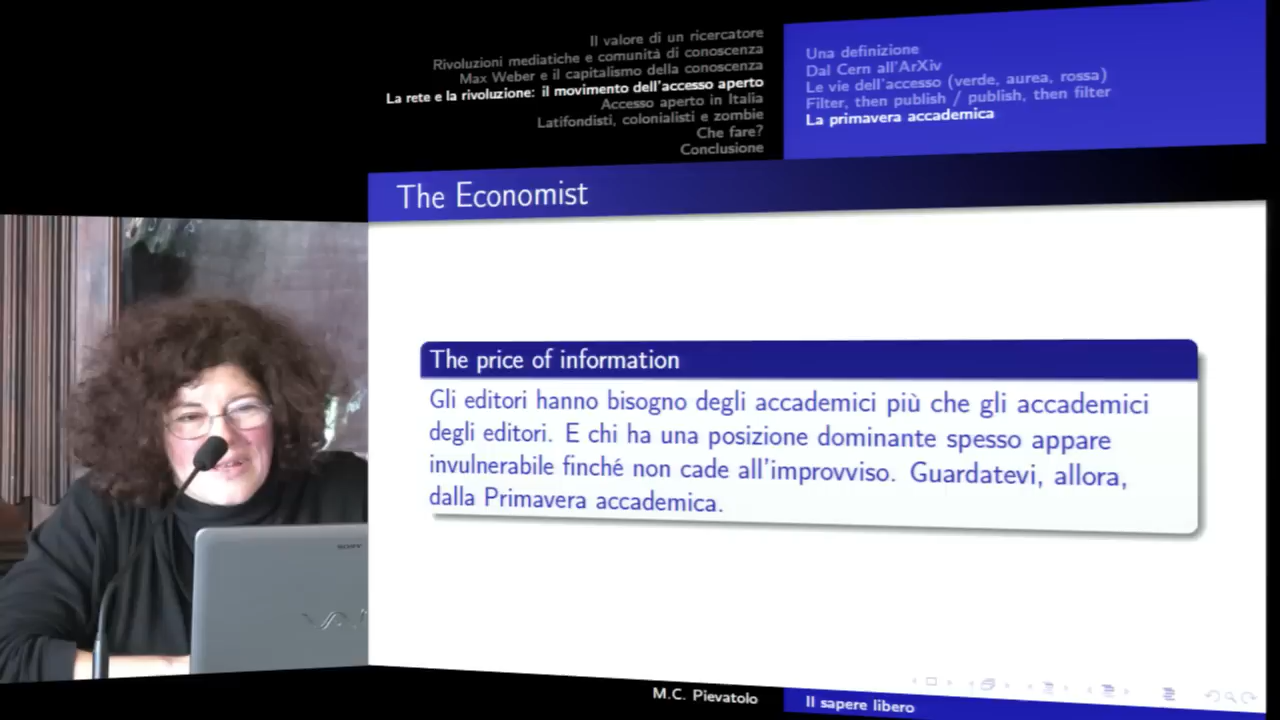 Il valore di un ricercatore
Rivoluzioni mediatiche e comunità di conoscenza
Max Weber e il capitalismo della conoscenza
La rete e la rivoluzione: il movimento dell'accesso aperto
Accesso aperto in Italia
Latifondisti, colonialisti e zombie
Che fare?
Conclusione
Una definizione
Dal Cern all'ArXiv
Le vie dell'accesso (verde, aurea, rossa)
Filter, then publish / publish, then filter
La primavera accademica
The Economist
The price of information
Gli editori hanno bisogno degli accademici più che gli accademici
degli editori. E chi ha una posizione dominante spesso appare
invulnerabile finché non cade all'improvviso. Guardatevi, allora,
dalla Primavera accademica.
SONY
M.C. Pievatolo
Il sapere libero